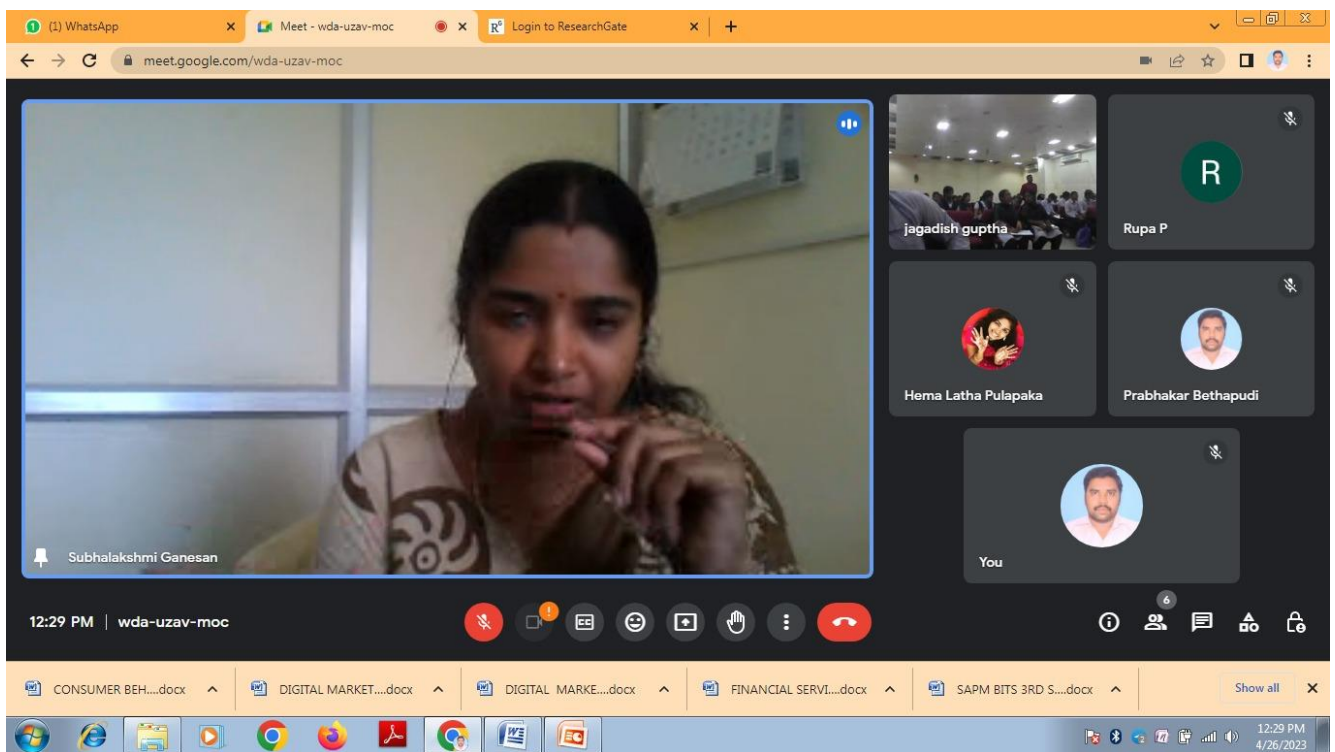 (1) WhatsApp
Meet - wda-uzav-moc
R⁶ Login to ResearchGate
meet.google.com/wda-uzav-moc
jagadish guptha
R
Rupa P
Hema Latha Pulapaka
Prabhakar Bethapudi
Subhalakshmi Ganesan
You
12:29 PM | wda-uzav-moc
CC
6
CONSUMER BEH....docx
DIGITAL MARKET....docx
DIGITAL MARKE....docx
FINANCIAL SERVI....docx
SAPM BITS 3RD S....docx
Show all
12:29 PM
4/26/2023